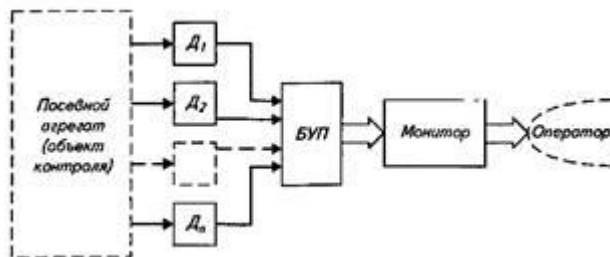 Д₁
Посевной
агрегат
(объект
контроля)
Д₂
БУП
Монитор
Оператор
Дₙ